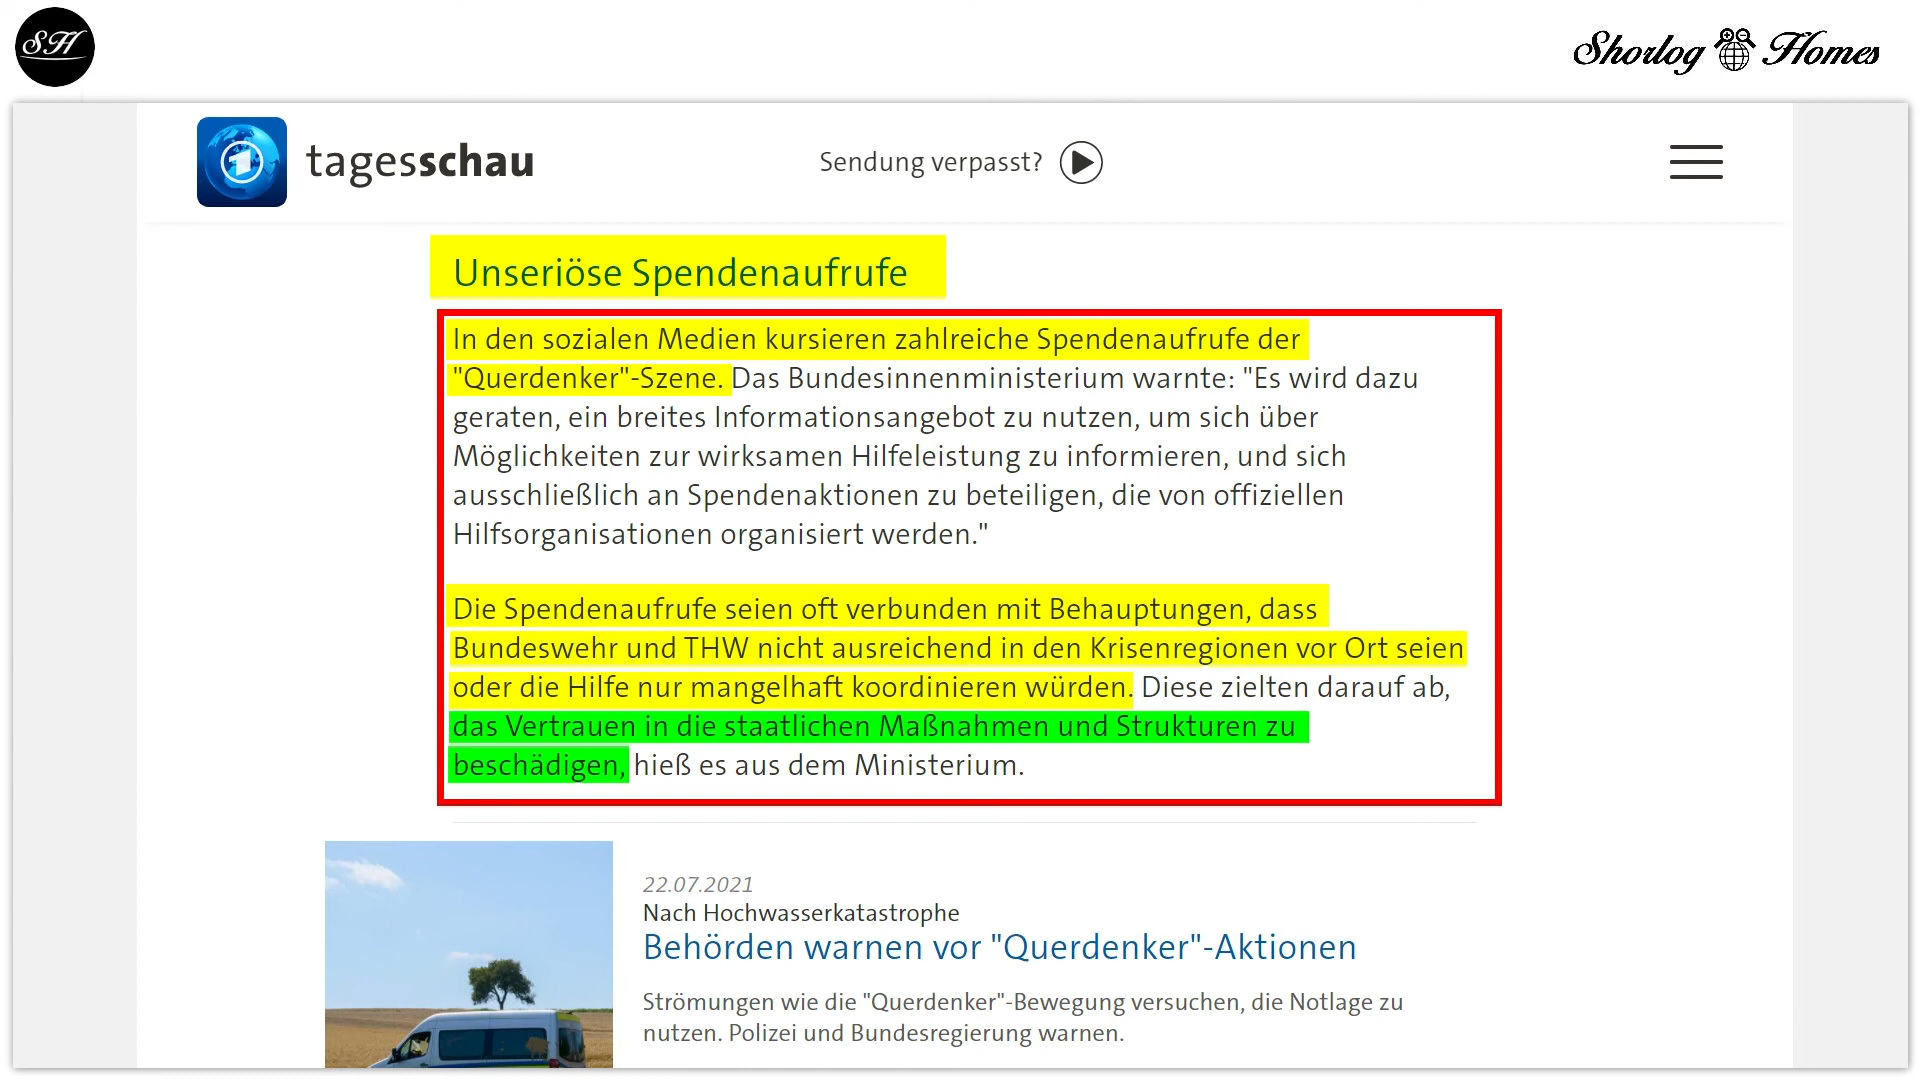 SH
Shorlog Homes
tagesschau
Sendung verpasst?
Unseriöse Spendenaufrufe
In den sozialen Medien kursieren zahlreiche Spendenaufrufe der
"Querdenker"-Szene. Das Bundesinnenministerium warnte: "Es wird dazu
geraten, ein breites Informationsangebot zu nutzen, um sich über
Möglichkeiten zur wirksamen Hilfeleistung zu informieren, und sich
ausschließlich an Spendenaktionen zu beteiligen, die von offiziellen
Hilfsorganisationen organisiert werden."
Die Spendenaufrufe seien oft verbunden mit Behauptungen, dass
Bundeswehr und THW nicht ausreichend in den Krisenregionen vor Ort seien
oder die Hilfe nur mangelhaft koordinieren würden. Diese zielten darauf ab,
das Vertrauen in die staatlichen Maßnahmen und Strukturen zu
beschädigen, hieß es aus dem Ministerium.
22.07.2021
Nach Hochwasserkatastrophe
Behörden warnen vor "Querdenker"-Aktionen
Strömungen wie die "Querdenker"-Bewegung versuchen, die Notlage zu
nutzen. Polizei und Bundesregierung warnen.